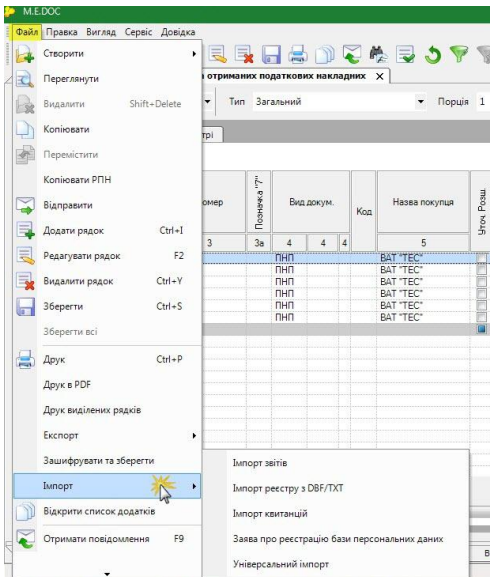 M.E.DOC
Файл Правка Вигляд Сервіс Довідка
Створити
Переглянути
Видалити Shift+Delete
Копіювати
Перемістити
Копіювати РПН
Відправити
Додати рядок Ctrl+I
Редагувати рядок F2
Видалити рядок Ctrl+Y
Зберегти Ctrl+S
Зберегти всі
Друк Ctrl+P
Друк в PDF
Друк виділених рядків
Експорт
Зашифрувати та зберегти
Імпорт
Відкрити список додатків
Отримати повідомлення F9
отриманих податкових накладних X
Тип Загальний Порція 1
трі
омер Позначка "7" Вид докум. Код Назва покупця Уточ. Розш.
3 3а 4 4 4 5
ПНП ВАТ "ТЕС"
ПНП ВАТ "ТЕС"
ПНП ВАТ "ТЕС"
ПНП ВАТ "ТЕС"
ПНП ВАТ "ТЕС"
ПНП ВАТ "ТЕС"
Імпорт звітів
Імпорт реєстру з DBF/TXT
Імпорт квитанцій
Заява про реєстрацію бази персональних даних
Універсальний імпорт
В